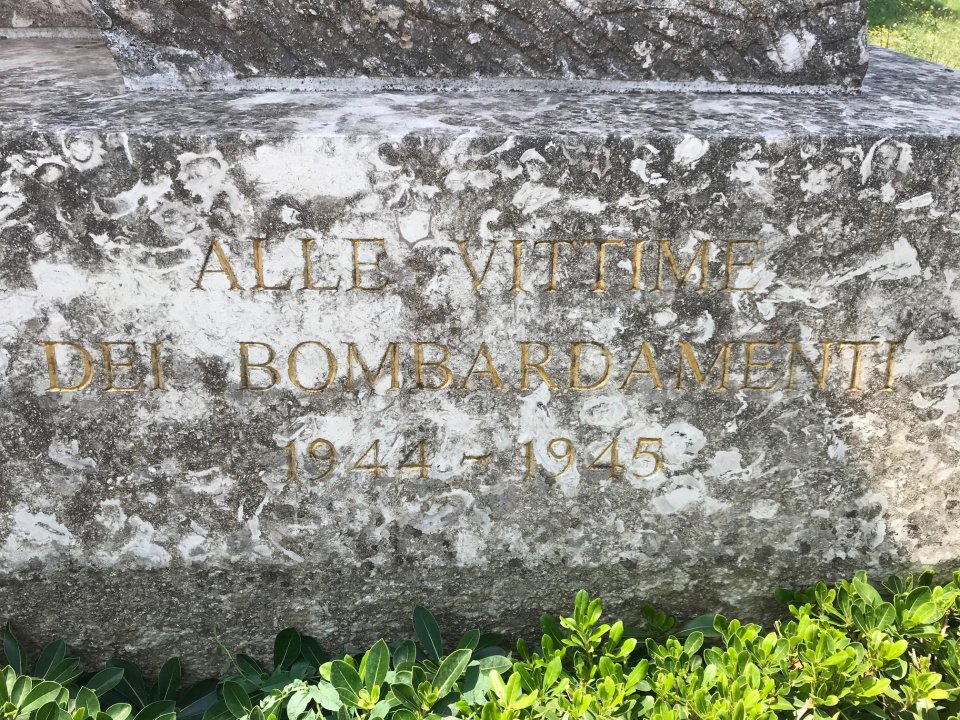 ALLE VITTIME
DEI BOMBARDAMENTI
1944 - 1945